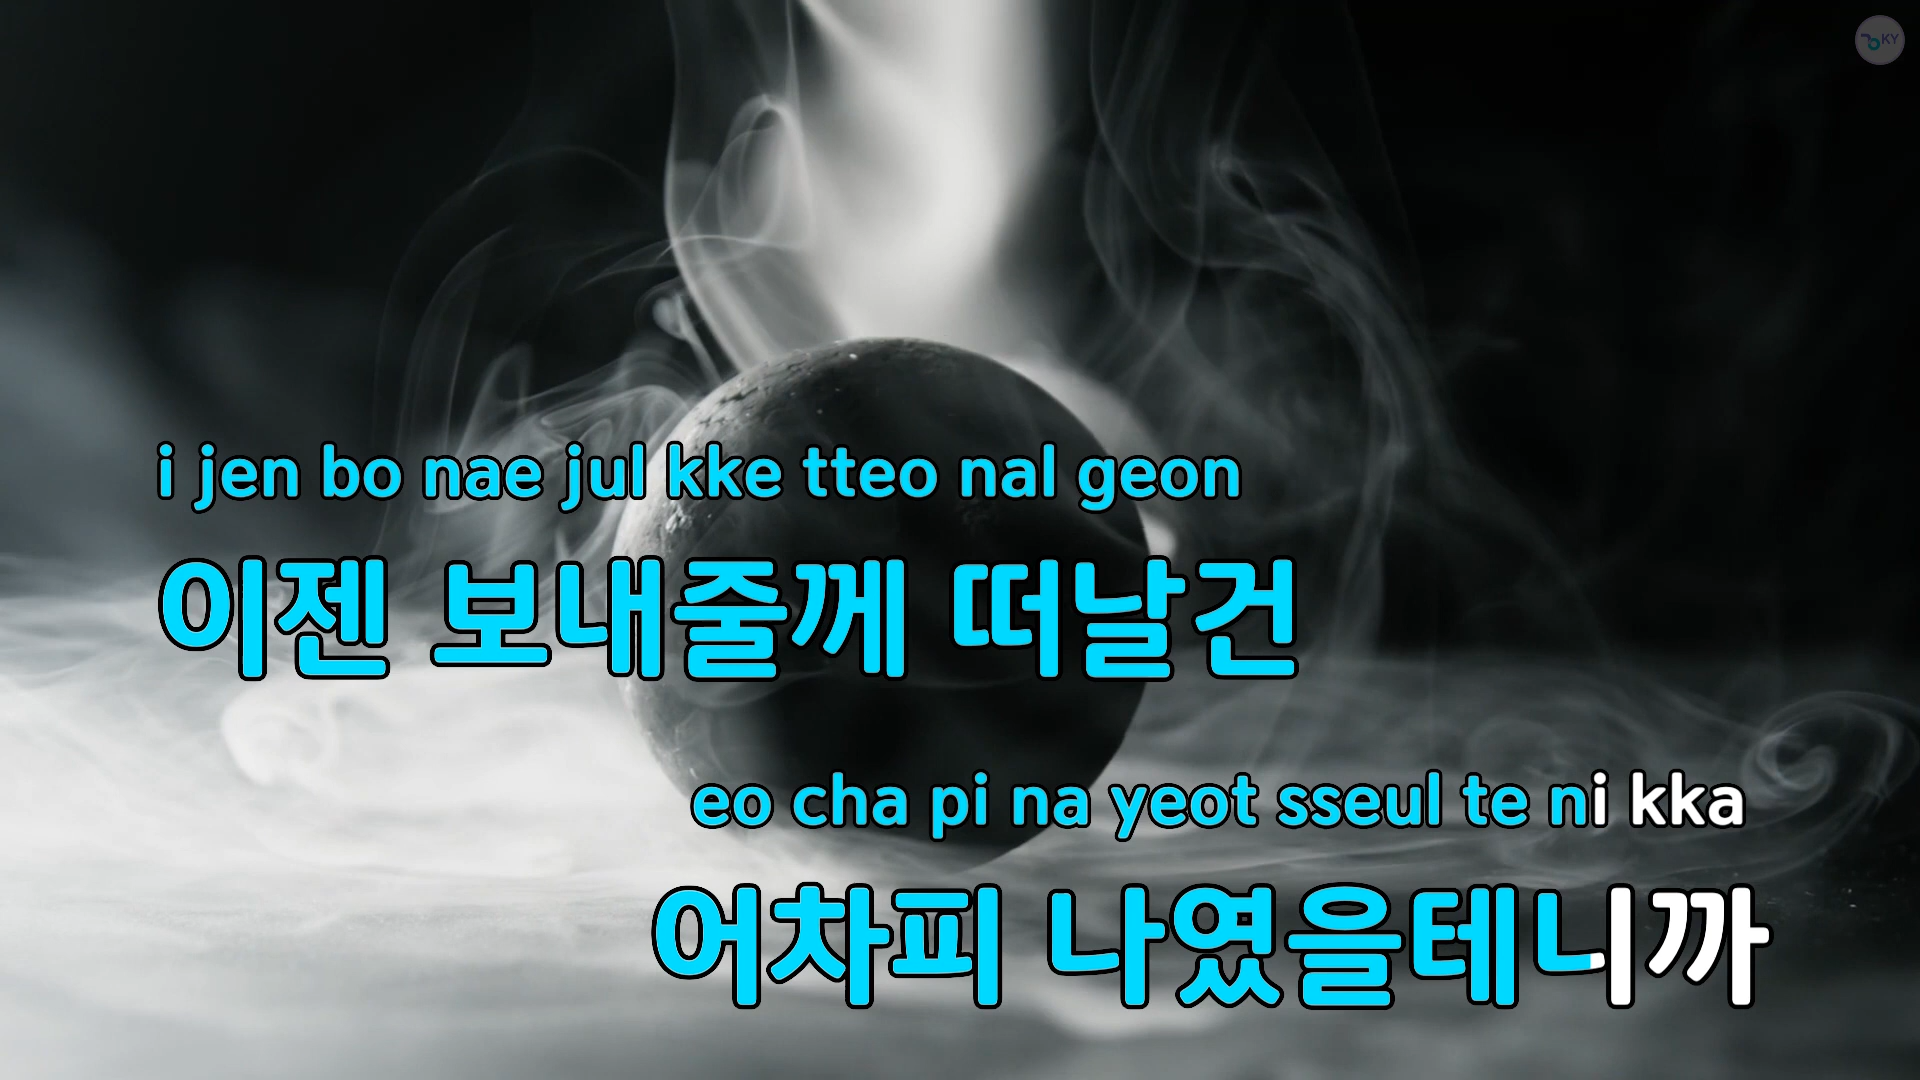 KY
i jen bo nae jul kke tteo nal geon
이젠 보내줄께 떠날건
eo cha pi na yeot sseul te ni kka
어차피 나였을테니까